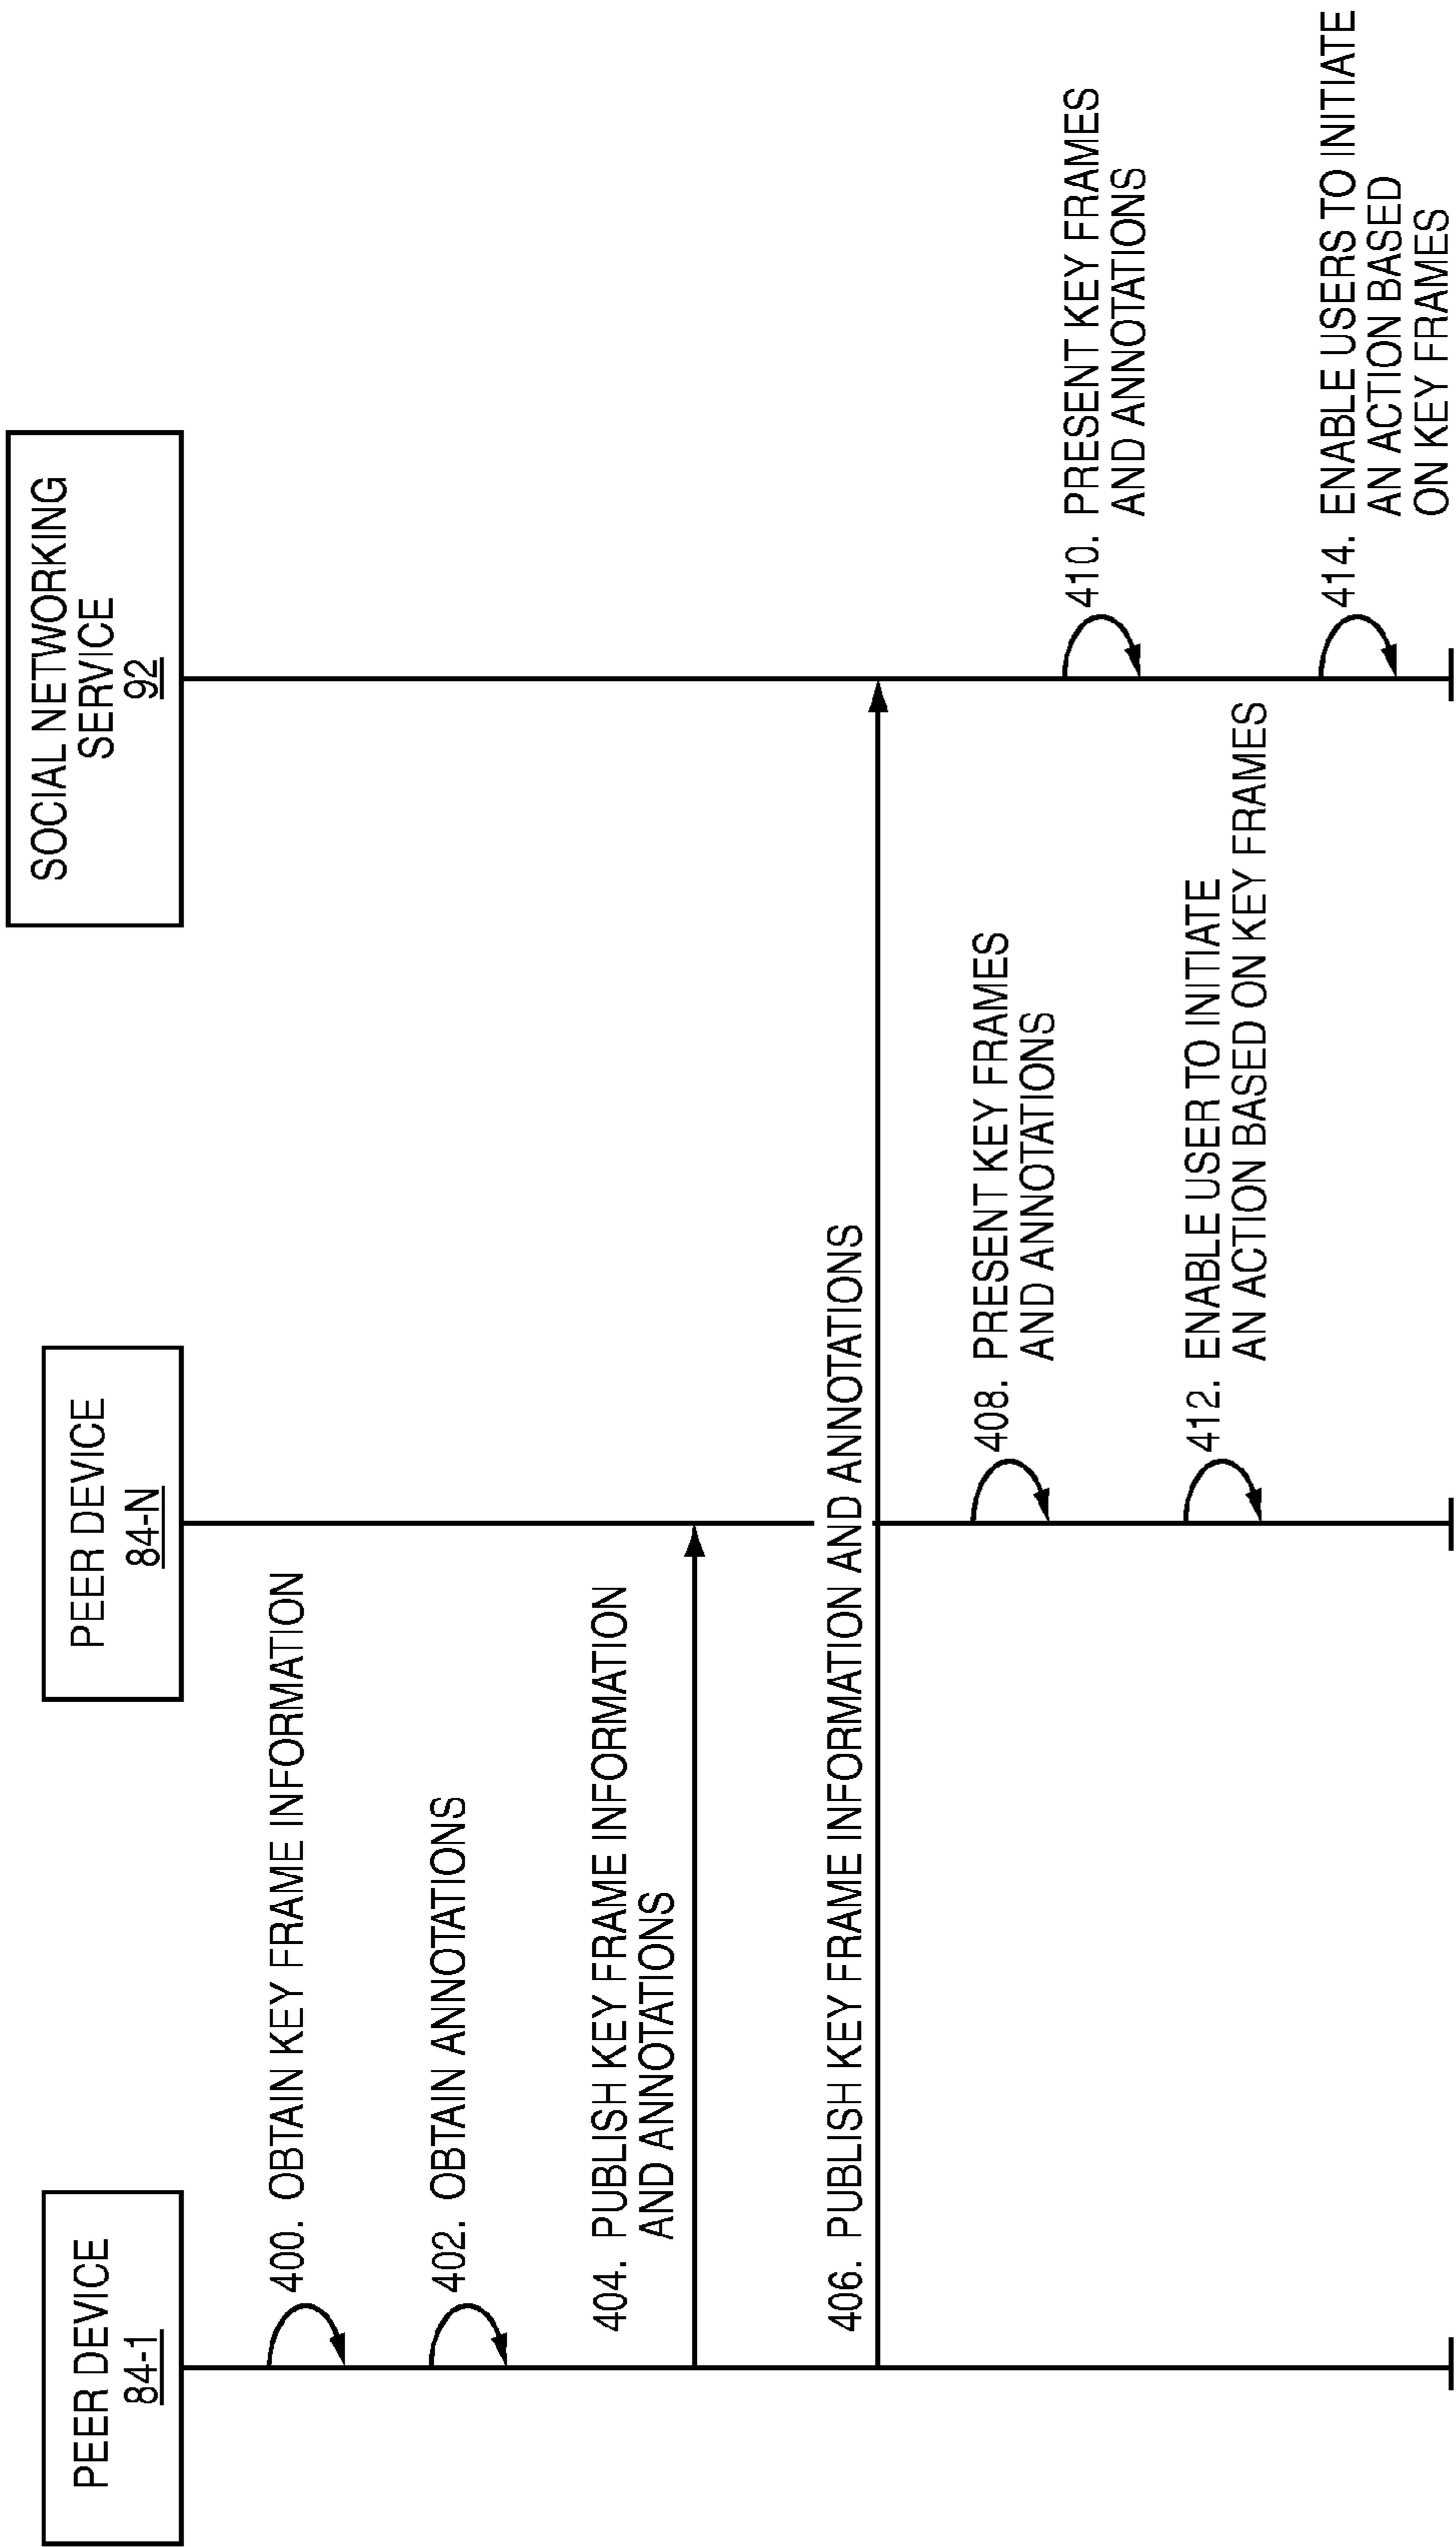 PEER DEVICE
84-1
PEER DEVICE
84-N
SOCIAL NETWORKING
SERVICE
92
400. OBTAIN KEY FRAME INFORMATION
402. OBTAIN ANNOTATIONS
404. PUBLISH KEY FRAME INFORMATION
AND ANNOTATIONS
406. PUBLISH KEY FRAME INFORMATION AND ANNOTATIONS
408. PRESENT KEY FRAMES
AND ANNOTATIONS
410. PRESENT KEY FRAMES
AND ANNOTATIONS
412. ENABLE USER TO INITIATE
AN ACTION BASED ON KEY FRAMES
414. ENABLE USERS TO INITIATE
AN ACTION BASED
ON KEY FRAMES